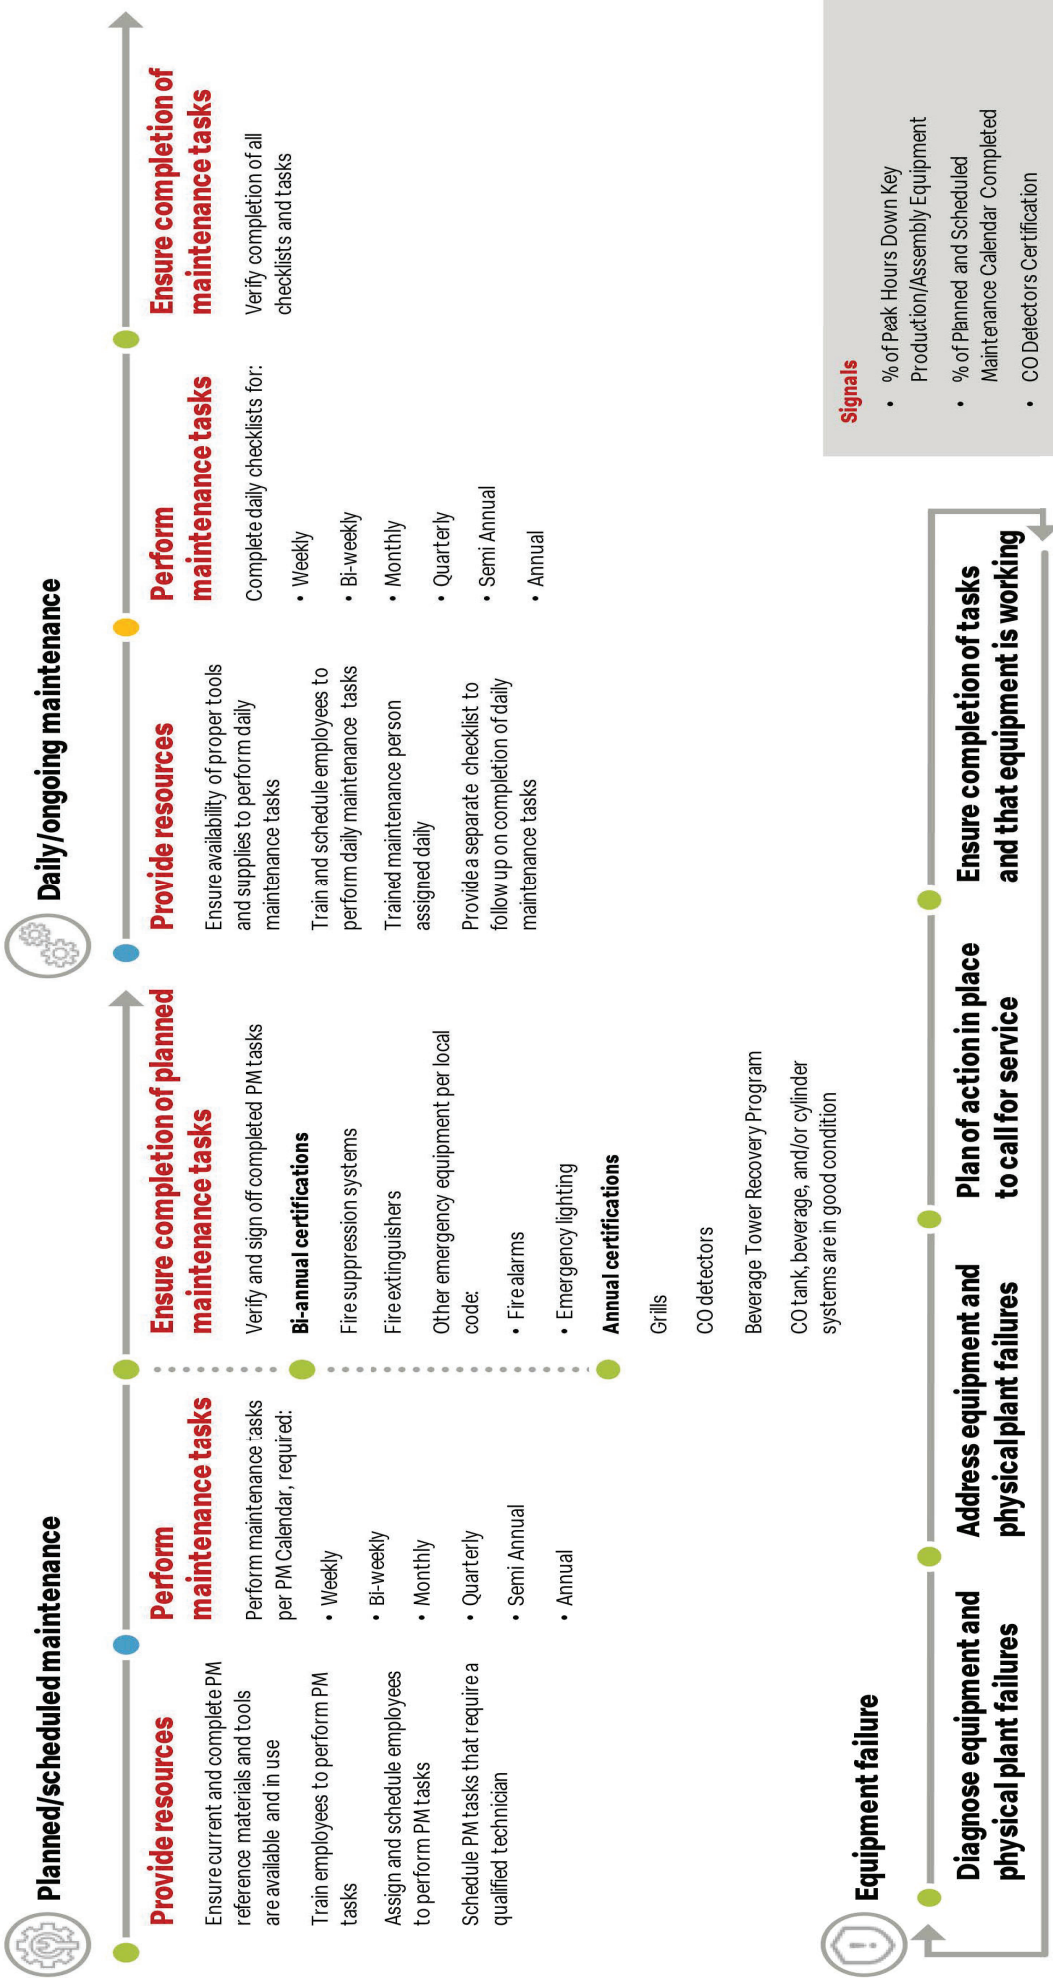 Planned/scheduled maintenance
Provide resources
Ensure current and complete PM
reference materials and tools
are available and in use
Train employees to perform PM
tasks
Assign and schedule employees
to perform PM tasks
Schedule PM tasks that require a
qualified technician
Perform
maintenance tasks
Perform maintenance tasks
per PM Calendar, required:
• Weekly
• Bi-weekly
• Monthly
• Quarterly
• Semi Annual
• Annual
Ensure completion of planned
maintenance tasks
Verify and sign off completed PM tasks
Bi-annual certifications
Fire suppression systems
Fire extinguishers
Other emergency equipment per local
code:
• Fire alarms
• Emergency lighting
Annual certifications
Grills
CO detectors
Beverage Tower Recovery Program
CO tank, beverage, and/or cylinder
systems are in good condition
Daily/ongoing maintenance
Provide resources
Ensure availability of proper tools
and supplies to perform daily
maintenance tasks
Train and schedule employees to
perform daily maintenance tasks
Trained maintenance person
assigned daily
Provide a separate checklist to
follow up on completion of daily
maintenance tasks
Perform
maintenance tasks
Complete daily checklists for:
• Weekly
• Bi-weekly
• Monthly
• Quarterly
• Semi Annual
• Annual
Ensure completion of
maintenance tasks
Verify completion of all
checklists and tasks
Equipment failure
Diagnose equipment and
physical plant failures
Address equipment and
physical plant failures
Plan of action in place
to call for service
Ensure completion of tasks
and that equipment is working
Signals
• % of Peak Hours Down Key
Production/Assembly Equipment
• % of Planned and Scheduled
Maintenance Calendar Completed
• CO Detectors Certification